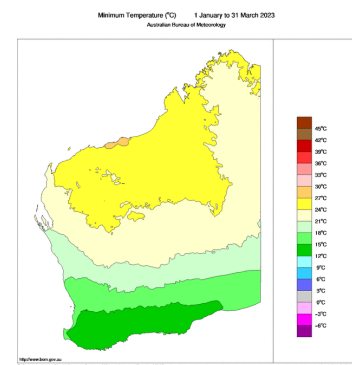 Minimum Temperature (°C) 1 January to 31 March 2023
Australian Bureau of Meteorology
45°C
42°C
39°C
36°C
33°C
30°C
27°C
24°C
21°C
18°C
15°C
12°C
9°C
6°C
3°C
0°C
-3°C
-6°C
http://www.bom.gov.au